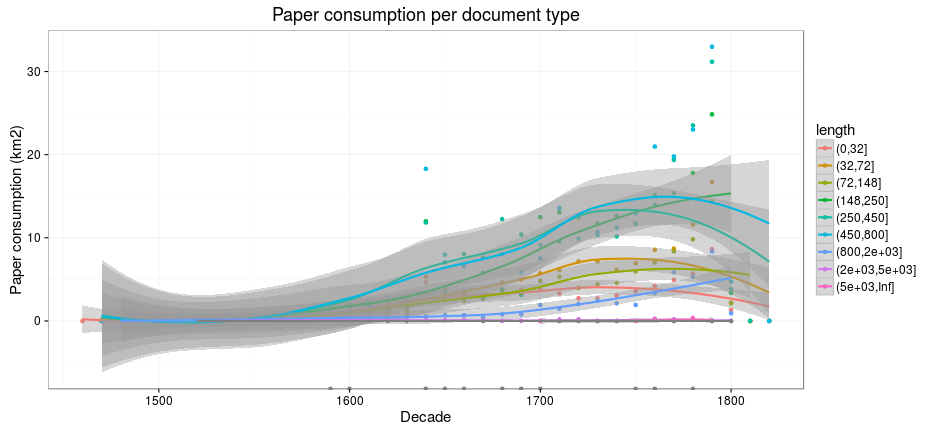 Paper consumption per document type
Paper consumption (km2)
30
20
10
0
1500
1600
1700
1800
Decade
length
(0,32]
(32,72]
(72,148]
(148,250]
(250,450]
(450,800]
(800,2e+03]
(2e+03,5e+03]
(5e+03,Inf]